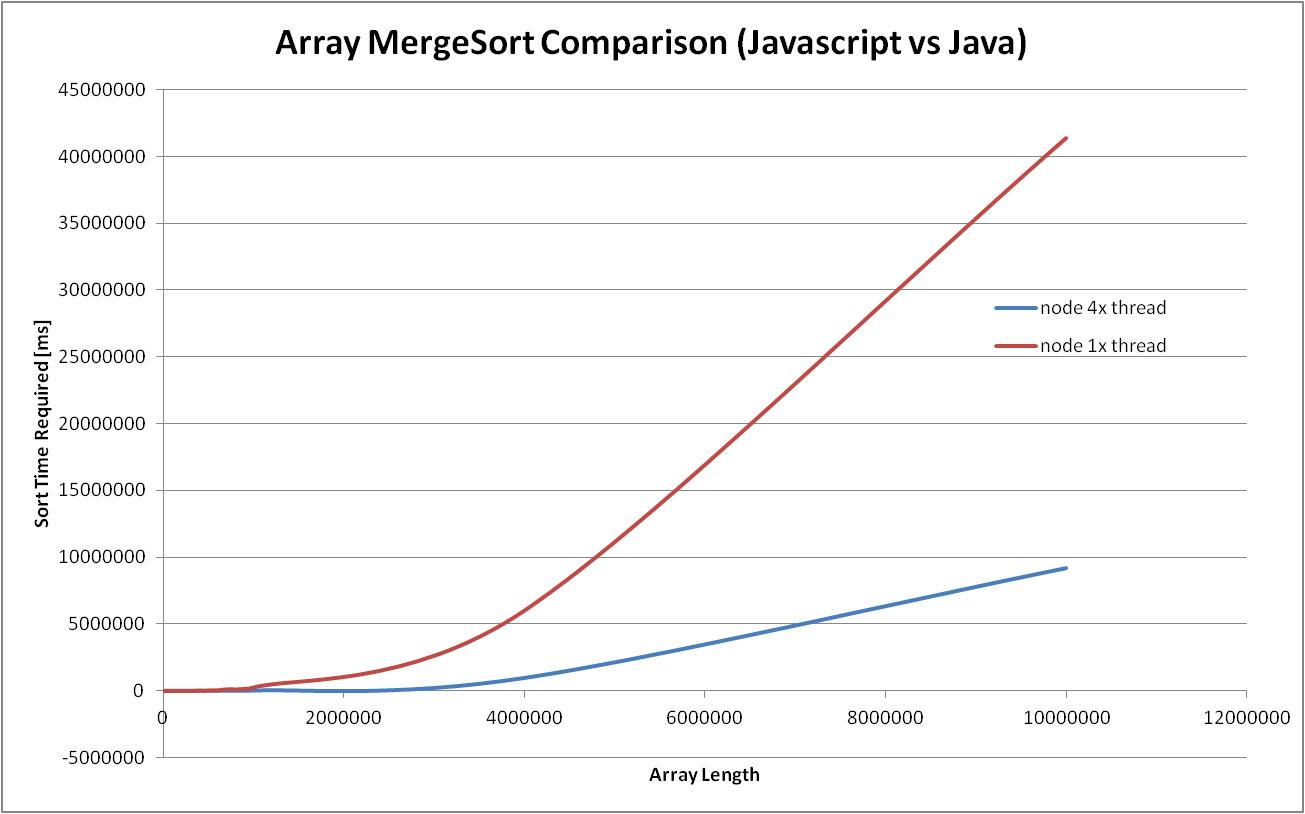 Array MergeSort Comparison (Javascript vs Java)
45000000
40000000
35000000
30000000
25000000
20000000
15000000
10000000
5000000
0
-5000000
Sort Time Required [ms]
node 4x thread
node 1x thread
0 2000000 4000000 6000000 8000000 10000000 12000000
Array Length